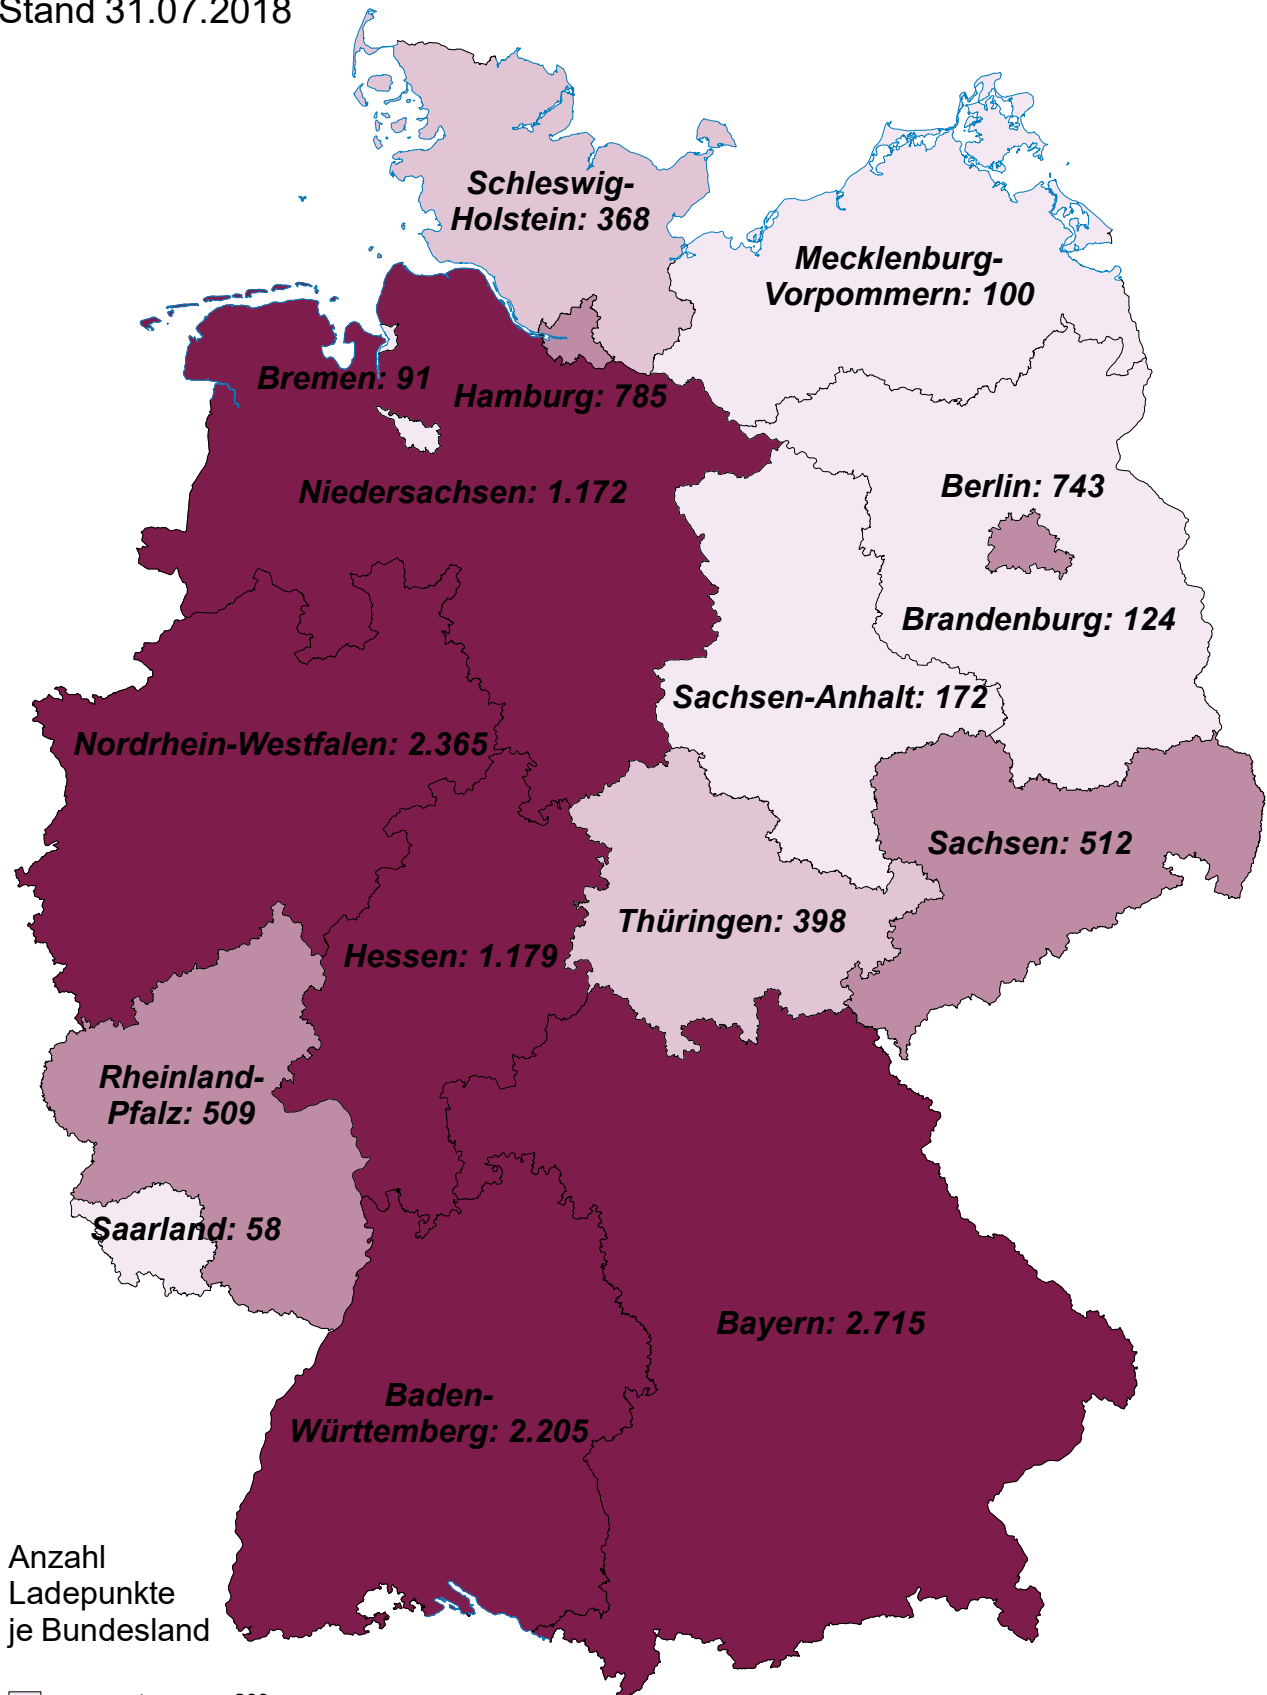 Stand 31.07.2018
Schleswig-
Holstein: 368
Mecklenburg-
Vorpommern: 100
Bremen: 91
Hamburg: 785
Berlin: 743
Niedersachsen: 1.172
Brandenburg: 124
Sachsen-Anhalt: 172
Nordrhein-Westfalen: 2.365
Sachsen: 512
Thüringen: 398
Hessen: 1.179
Rheinland-
Pfalz: 509
Saarland: 58
Bayern: 2.715
Baden-
Württemberg: 2.205
Anzahl
Ladepunkte
je Bundesland